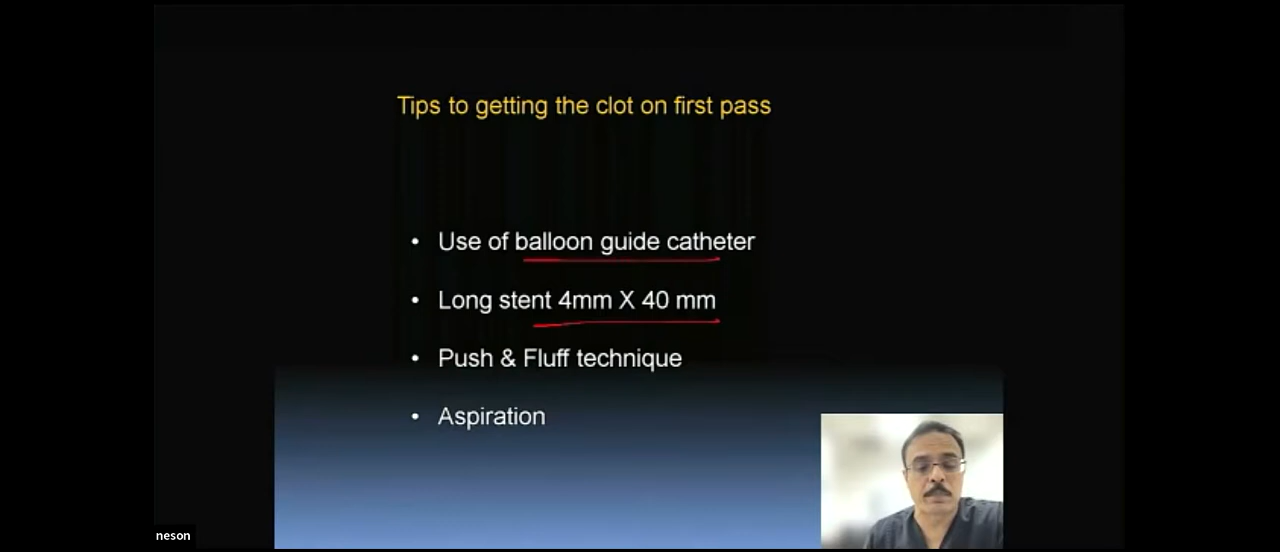 Tips to getting the clot on first pass
• Use of balloon guide catheter
• Long stent 4mm X 40 mm
• Push & Fluff technique
• Aspiration
neson